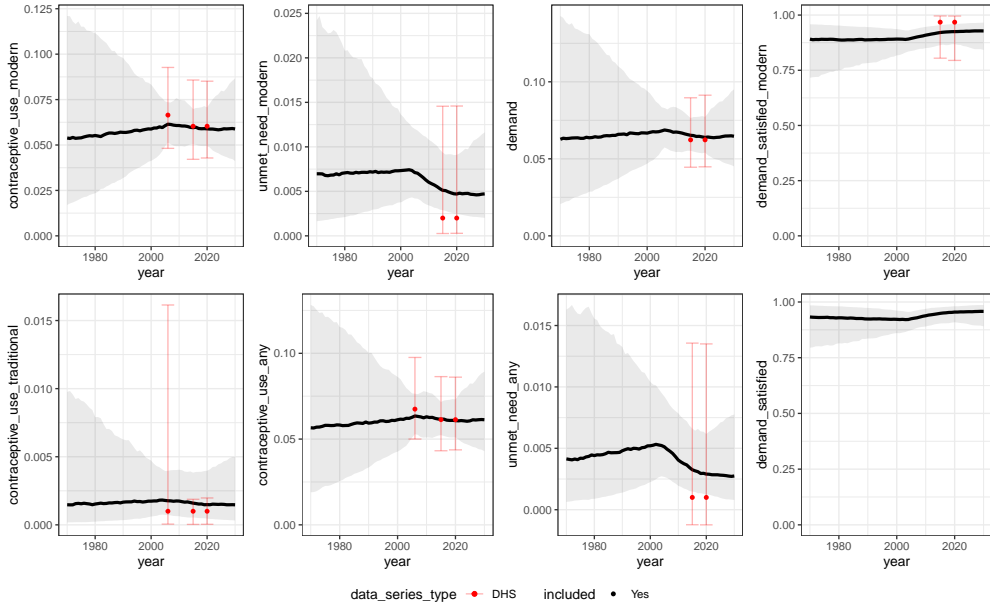 contraceptive_use_modern
0.125
0.100
0.075
0.050
0.025
0.000
1980 2000 2020
year
unmet_need_modern
0.025
0.020
0.015
0.010
0.005
0.000
1980 2000 2020
year
demand
0.10
0.05
0.00
1980 2000 2020
year
demand_satisfied_modern
1.00
0.75
0.50
0.25
0.00
1980 2000 2020
year
contraceptive_use_traditional
0.015
0.010
0.005
0.000
1980 2000 2020
year
contraceptive_use_any
0.10
0.05
0.00
1980 2000 2020
year
unmet_need_any
0.015
0.010
0.005
0.000
1980 2000 2020
year
demand_satisfied
1.00
0.75
0.50
0.25
0.00
1980 2000 2020
year
data_series_type DHS included Yes